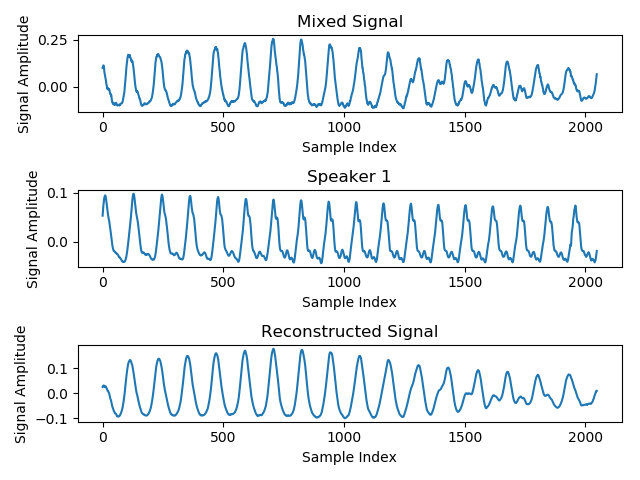 Mixed Signal
Signal Amplitude
0.25
0.00
0 500 1000 1500 2000
Sample Index
Speaker 1
Signal Amplitude
0.1
0.0
0 500 1000 1500 2000
Sample Index
Reconstructed Signal
Signal Amplitude
0.1
0.0
−0.1
0 500 1000 1500 2000
Sample Index